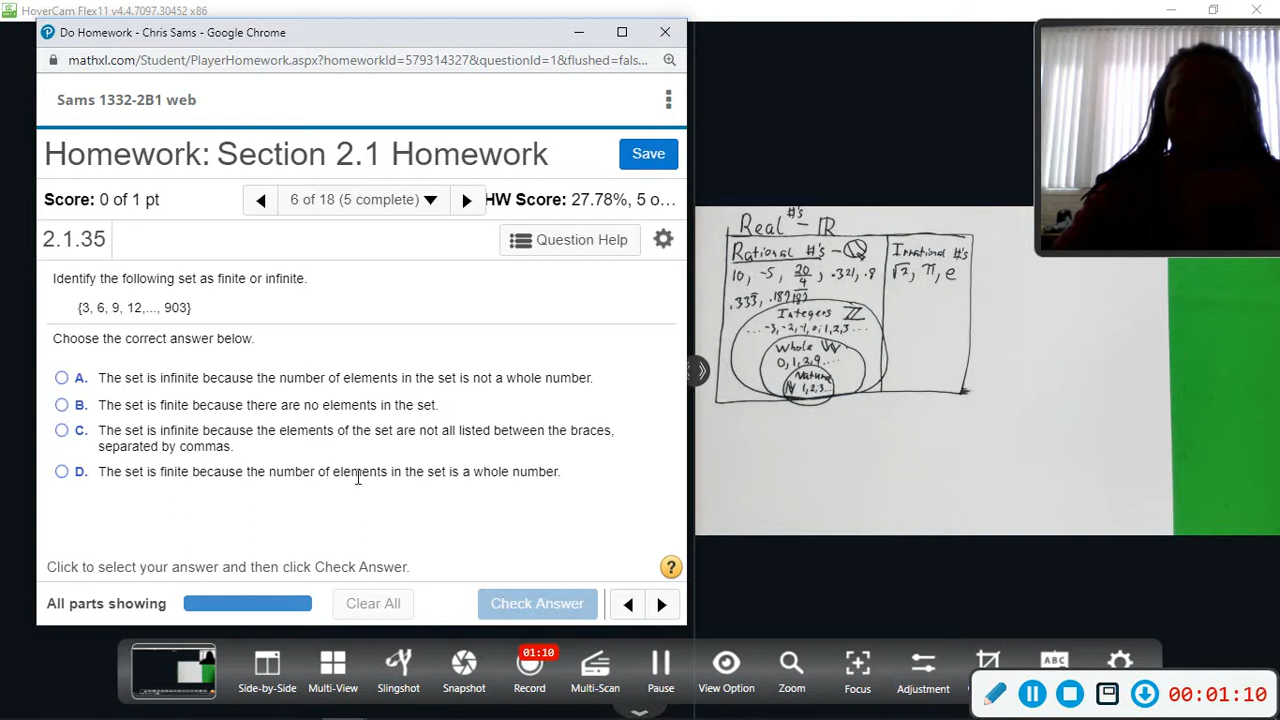 HoverCam Flex11 v4.4.7097.30452 x86
Do Homework - Chris Sams - Google Chrome
mathxl.com/Student/PlayerHomework.aspx?homeworkId=579314327&questionId=1&flushed=fals...
Sams 1332-2B1 web
Homework: Section 2.1 Homework
Save
Score: 0 of 1 pt
6 of 18 (5 complete)
HW Score: 27.78%, 5 o...
2.1.35
Question Help
Identify the following set as finite or infinite.
{3, 6, 9, 12,..., 903}
Choose the correct answer below.
A. The set is infinite because the number of elements in the set is not a whole number.
B. The set is finite because there are no elements in the set.
C. The set is infinite because the elements of the set are not all listed between the braces,
separated by commas.
D. The set is finite because the number of elements in the set is a whole number.
Click to select your answer and then click Check Answer.
?
All parts showing
Clear All
Check Answer
Real #'s - ℝ
Rational #'s -
10, -5, 20/4, .321, .8
.333, .187187
Integers ℤ
... -3, -2, -1, 0, 1, 2, 3 ...
Whole W
0, 1, 2, 9 ...
Natural
N 1, 2, 3...
Irrational #'s
√2, π, e
Side-by-Side
Multi-View
Slingshot
Snapshot
01:10
Record
Multi-Scan
Pause
View Option
Zoom
Focus
Adjustment
ABC
00:01:10